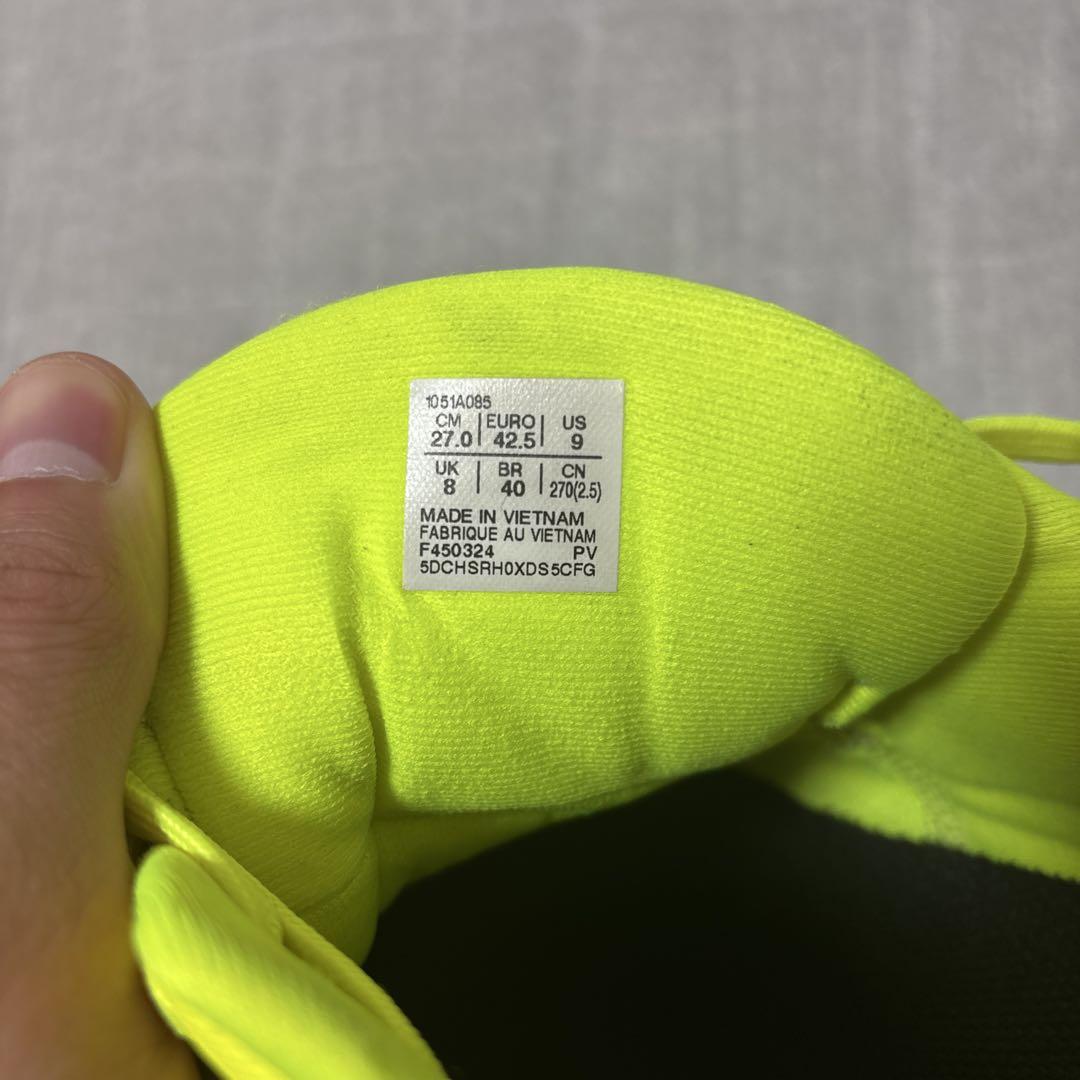 1051A085
CM | EURO | US
27.0 | 42.5 | 9
UK | BR | CN
8 | 40 | 270(2.5)
MADE IN VIETNAM
FABRIQUE AU VIETNAM
F450324 PV
5DCHSRH0XDS5CFG